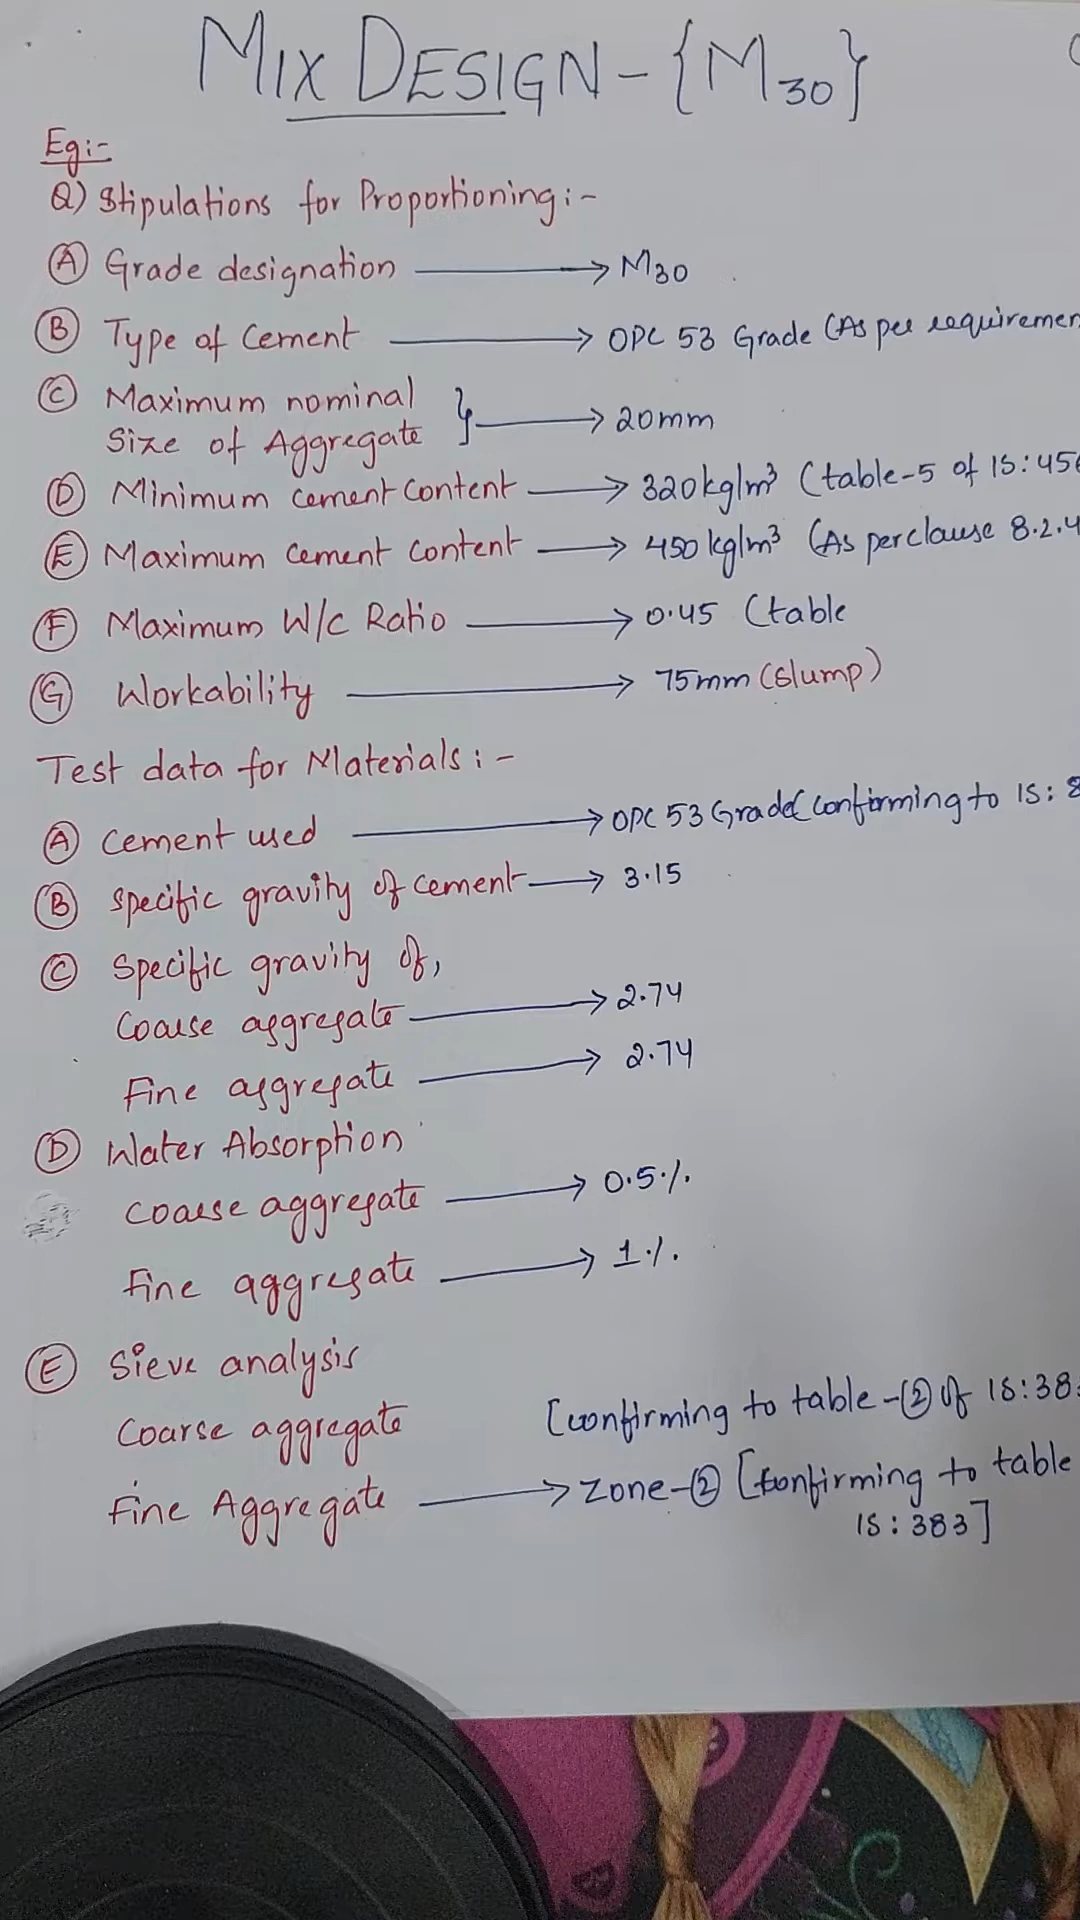 MIX DESIGN - {M30}
Eg:-
Q) Stipulations for Proportioning:-
(A) Grade designation → M30
(B) Type of Cement → OPC 53 Grade (As per
(C) Maximum nominal
Size of Aggregate } → 20mm
(D) Minimum cement content → 320kg/m³ (table-5 of IS:
(E) Maximum cement content → 450 kg/m³ (As per clause 8.2.4
(F) Maximum W/C Ratio → 0.45 (table
(G) Workability → 75mm (slump)
Test data for Materials:-
(A) Cement used → OPC 53 Grade (confirming to IS:
(B) Specific gravity of cement → 3.15
(C) Specific gravity of,
Coarse aggregate → 2.74
Fine aggregate → 2.74
(D) Water Absorption
Coarse aggregate → 0.5%.
Fine aggregate → 1%.
(E) Sieve analysis
Coarse aggregate [confirming to table -(2) of IS:38
Fine Aggregate → Zone-(2) [confirming to table
IS:383]